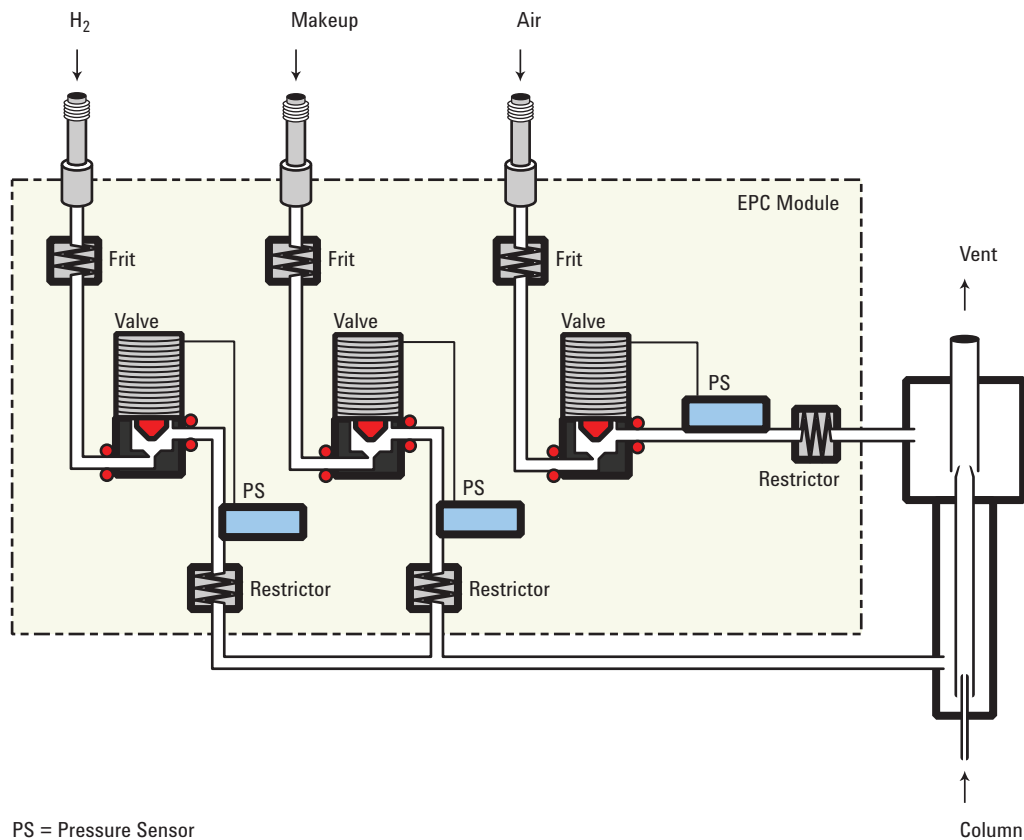 H₂
Makeup
Air
EPC Module
Frit
Frit
Frit
Vent
Valve
Valve
Valve
PS
Restrictor
PS
PS
Restrictor
Restrictor
PS = Pressure Sensor
Column